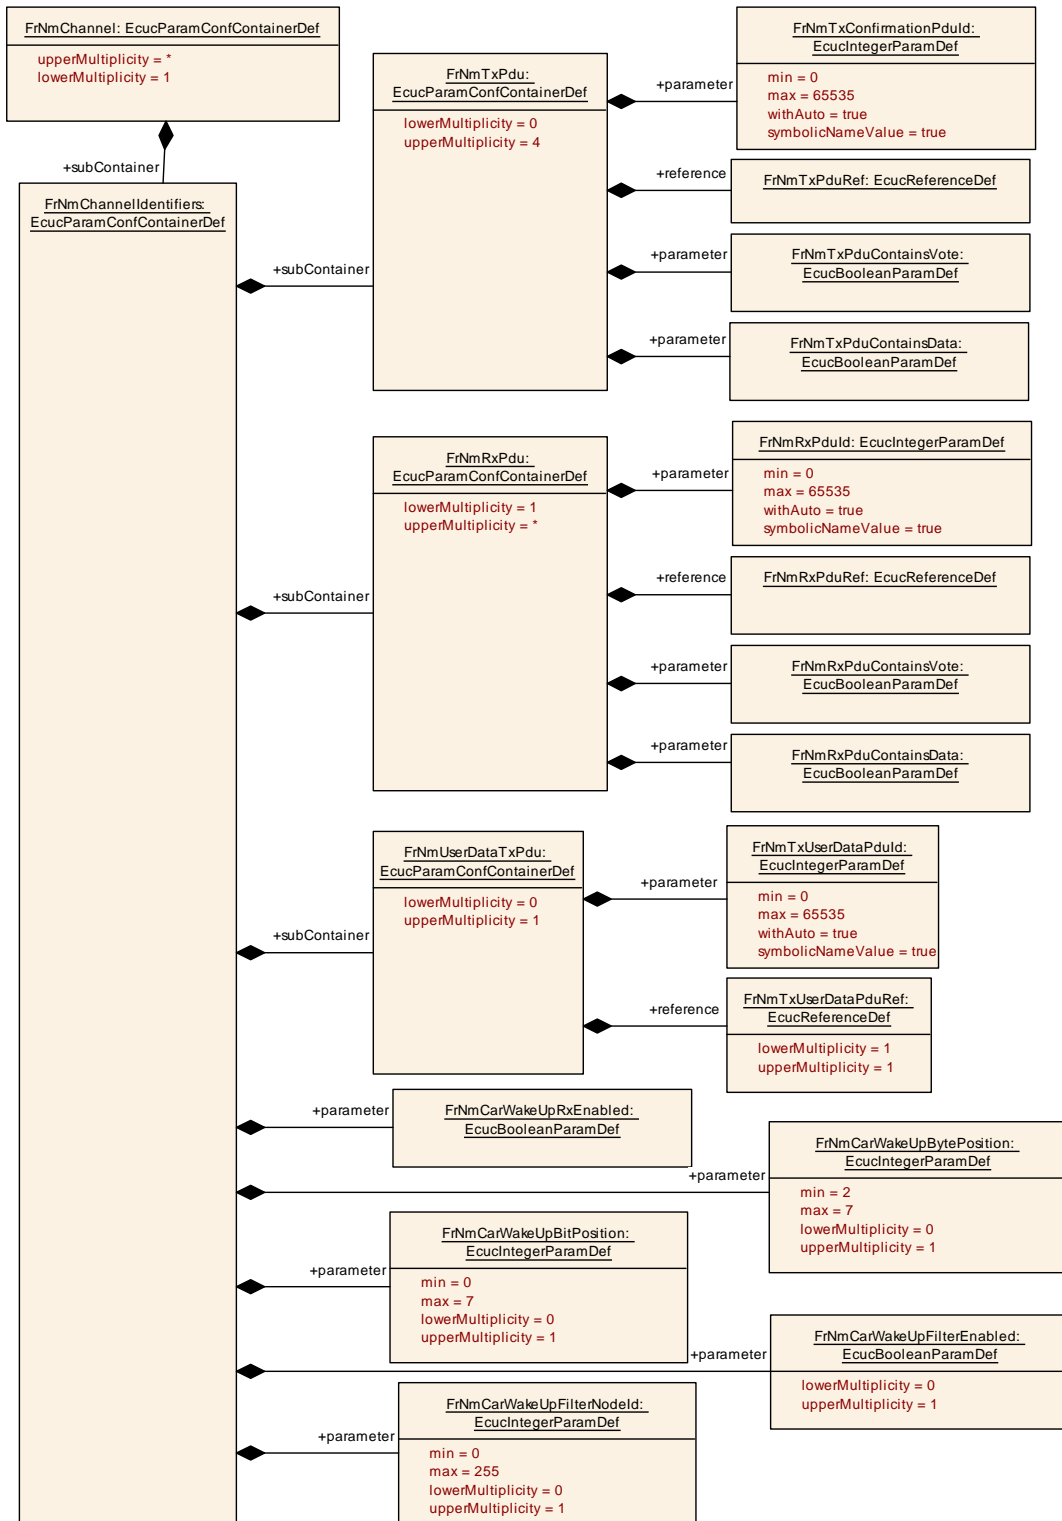 FrNmChannel: EcucParamConfContainerDef
upperMultiplicity = *
lowerMultiplicity = 1
+subContainer
FrNmChannelIdentifiers:
EcucParamConfContainerDef
+subContainer
FrNmTxPdu:
EcucParamConfContainerDef
lowerMultiplicity = 0
upperMultiplicity = 4
+parameter
FrNmTxConfirmationPduId:
EcucIntegerParamDef
min = 0
max = 65535
withAuto = true
symbolicNameValue = true
+reference
FrNmTxPduRef: EcucReferenceDef
+parameter
FrNmTxPduContainsVote:
EcucBooleanParamDef
+parameter
FrNmTxPduContainsData:
EcucBooleanParamDef
+subContainer
FrNmRxPdu:
EcucParamConfContainerDef
lowerMultiplicity = 1
upperMultiplicity = *
+parameter
FrNmRxPduId: EcucIntegerParamDef
min = 0
max = 65535
withAuto = true
symbolicNameValue = true
+reference
FrNmRxPduRef: EcucReferenceDef
+parameter
FrNmRxPduContainsVote:
EcucBooleanParamDef
+parameter
FrNmRxPduContainsData:
EcucBooleanParamDef
+subContainer
FrNmUserDataTxPdu:
EcucParamConfContainerDef
lowerMultiplicity = 0
upperMultiplicity = 1
+parameter
FrNmTxUserDataPduId:
EcucIntegerParamDef
min = 0
max = 65535
withAuto = true
symbolicNameValue = true
+reference
FrNmTxUserDataPduRef:
EcucReferenceDef
lowerMultiplicity = 1
upperMultiplicity = 1
+parameter
FrNmCarWakeUpRxEnabled:
EcucBooleanParamDef
+parameter
FrNmCarWakeUpBytePosition:
EcucIntegerParamDef
min = 2
max = 7
lowerMultiplicity = 0
upperMultiplicity = 1
+parameter
FrNmCarWakeUpBitPosition:
EcucIntegerParamDef
min = 0
max = 7
lowerMultiplicity = 0
upperMultiplicity = 1
+parameter
FrNmCarWakeUpFilterEnabled:
EcucBooleanParamDef
lowerMultiplicity = 0
upperMultiplicity = 1
+parameter
FrNmCarWakeUpFilterNodeId:
EcucIntegerParamDef
min = 0
max = 255
lowerMultiplicity = 0
upperMultiplicity = 1